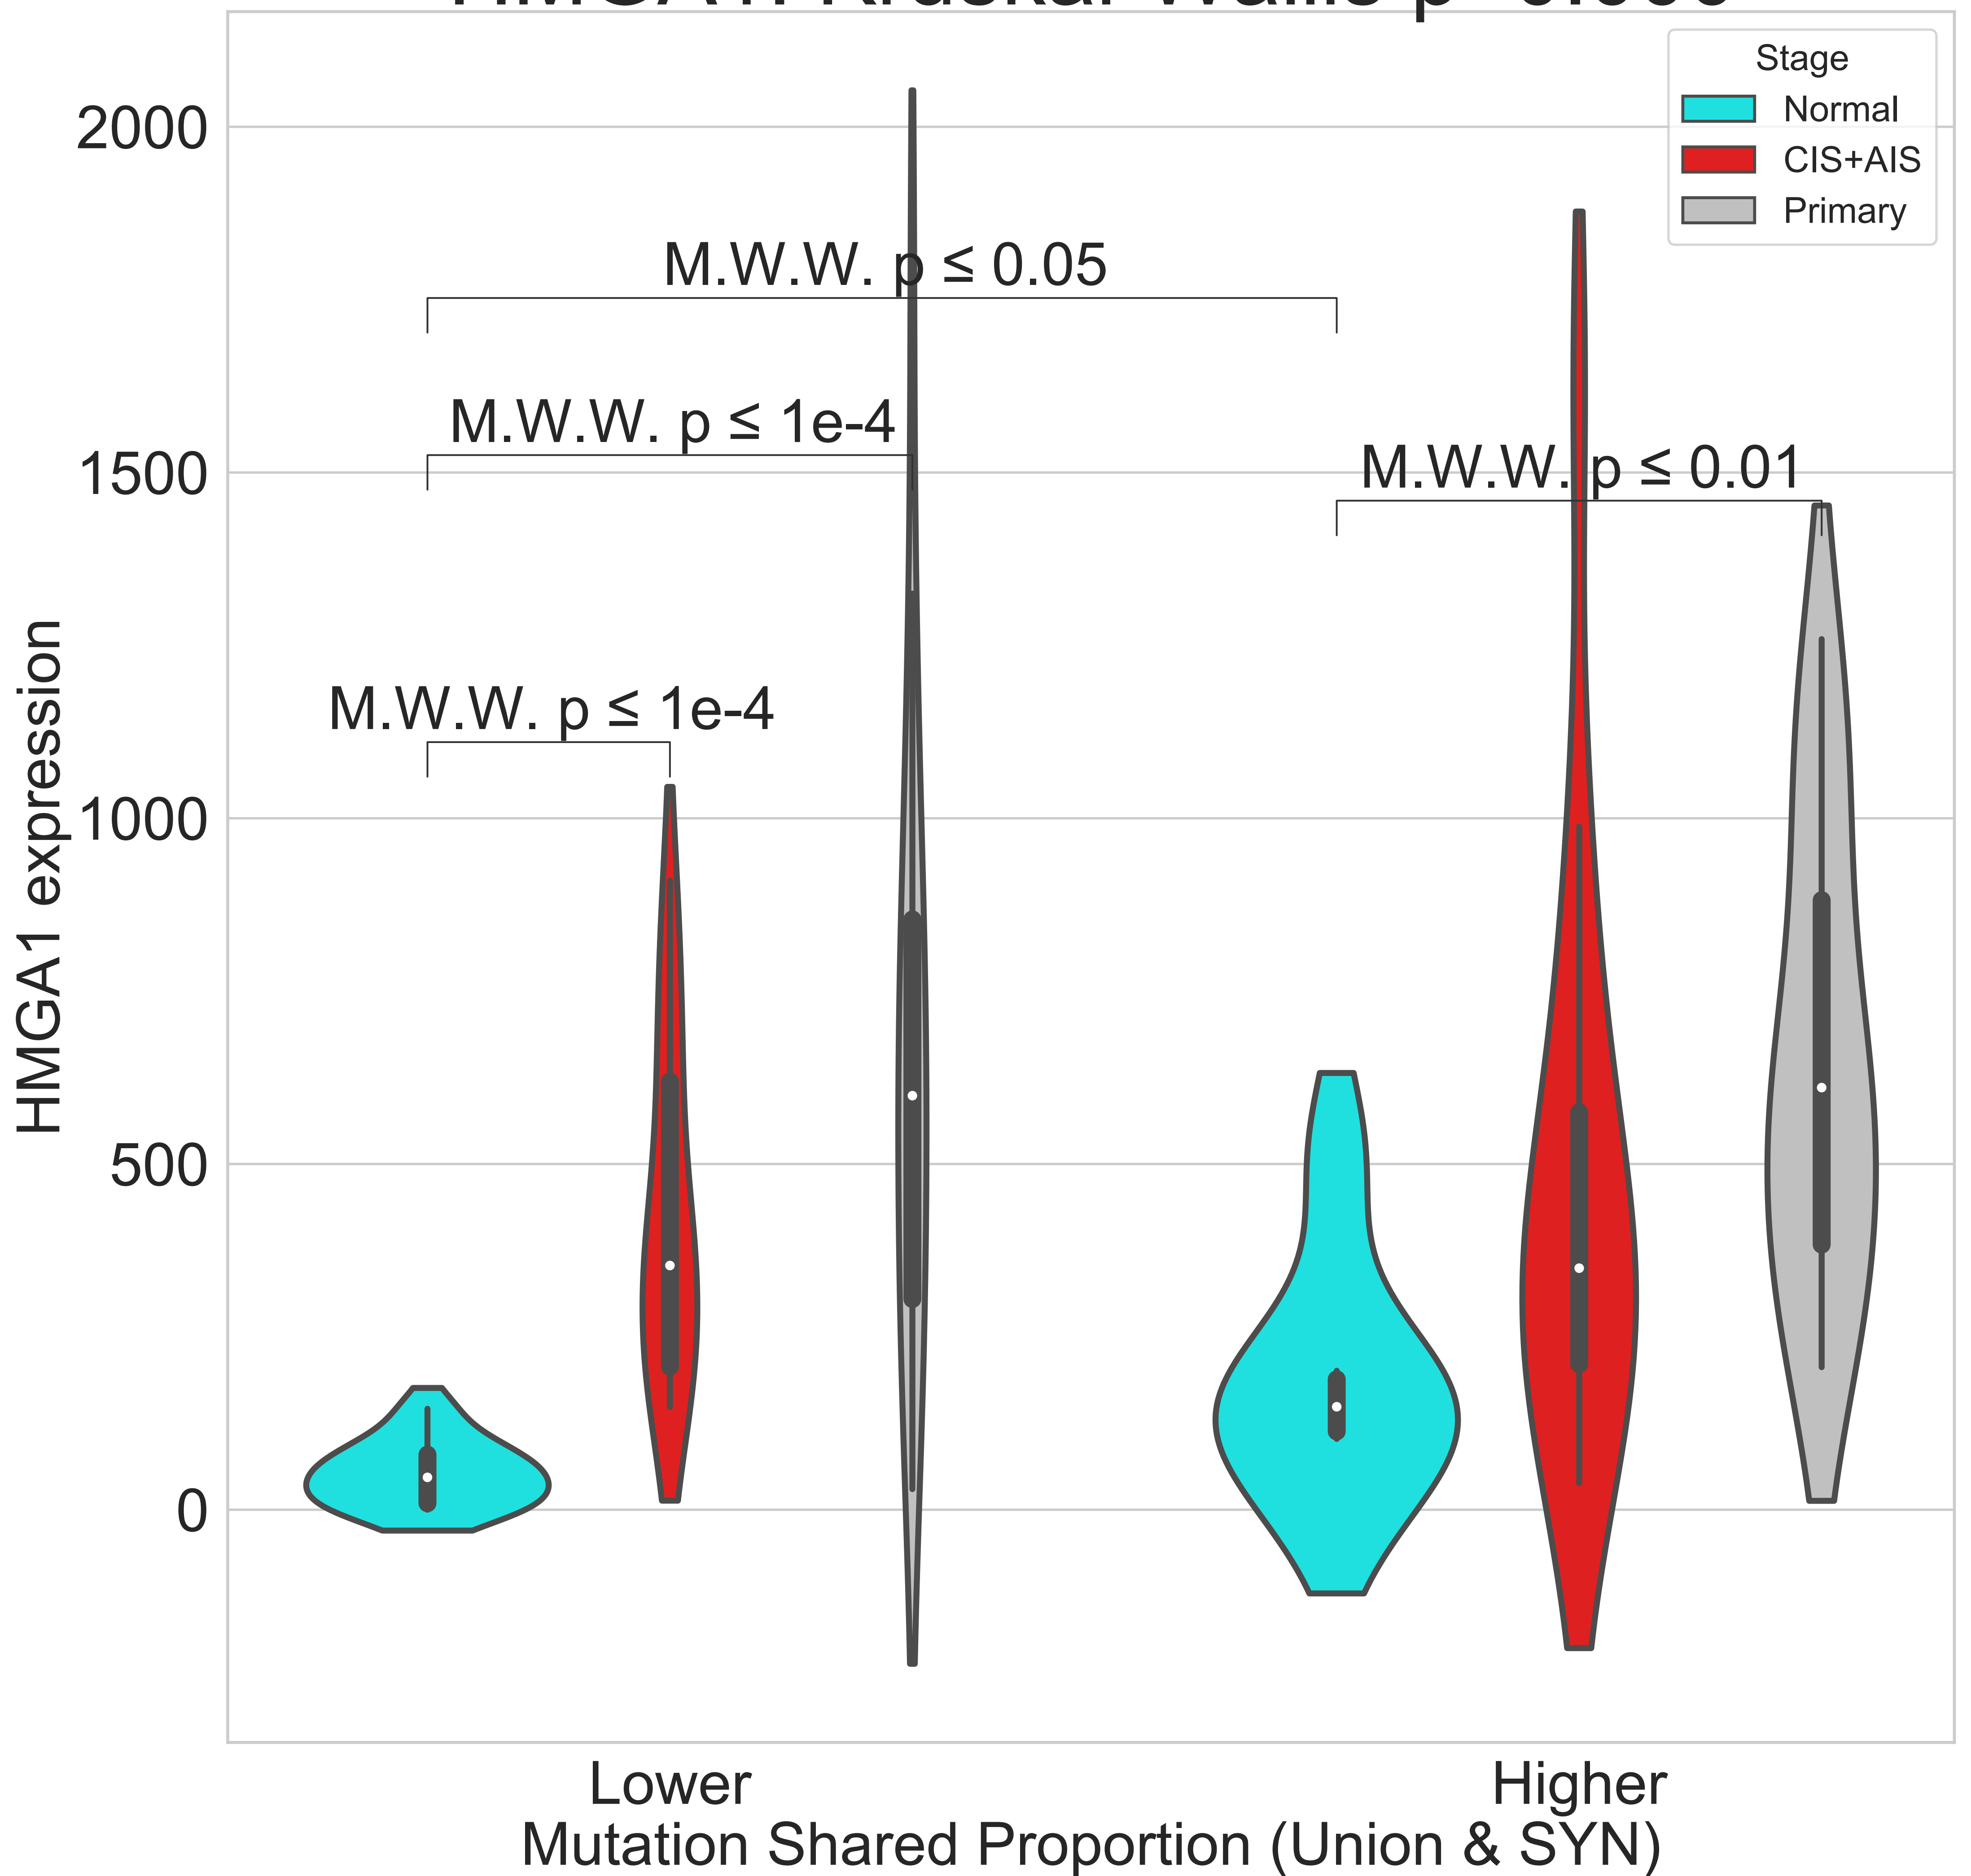 Stage
Normal
CIS+AIS
Primary
2000
1500
1000
500
0
HMGA1 expression
M.W.W. p ≤ 0.05
M.W.W. p ≤ 1e-4
M.W.W. p ≤ 0.01
M.W.W. p ≤ 1e-4
Lower
Higher
Mutation Shared Proportion (Union & SYN)